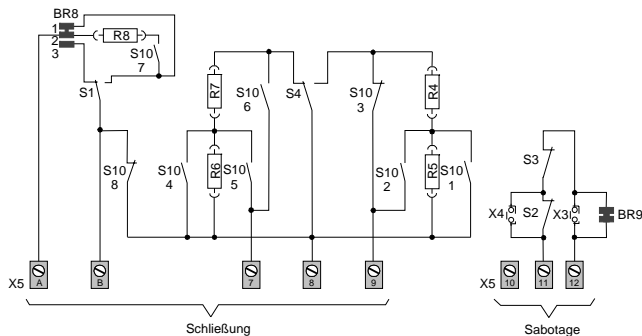 BR8
1
2
3
R8
S10
7
S1
S10
8
R7
S10
6
S4
S10
3
R4
S10
4
R6
S10
5
S10
2
R5
S10
1
S3
X4
S2
X3
BR9
X5
A
B
7
8
9
X5
10
11
12
Schließung
Sabotage